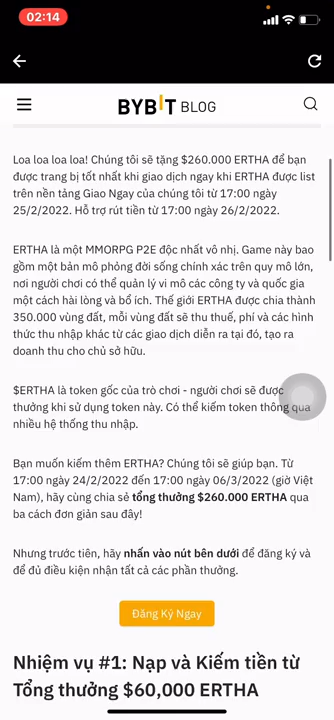 02:14
BYBIT BLOG
Loa loa loa loa! Chúng tôi sẽ tặng $260.000 ERTHA để bạn
được trang bị tốt nhất khi giao dịch ngay khi ERTHA được list
trên nền tảng Giao Ngay của chúng tôi từ 17:00 ngày
25/2/2022. Hỗ trợ rút tiền từ 17:00 ngày 26/2/2022.
ERTHA là một MMORPG P2E độc nhất vô nhị. Game này bao
gồm một bản mô phỏng đời sống chính xác trên quy mô lớn,
nơi người chơi có thể quản lý vi mô các công ty và quốc gia
một cách hài lòng và bổ ích. Thế giới ERTHA được chia thành
350.000 vùng đất, mỗi vùng đất sẽ thu thuế, phí và các hình
thức thu nhập khác từ các giao dịch diễn ra tại đó, tạo ra
doanh thu cho chủ sở hữu.
$ERTHA là token gốc của trò chơi - người chơi sẽ được
thưởng khi sử dụng token này. Có thể kiếm token thông qua
nhiều hệ thống thu nhập.
Bạn muốn kiếm thêm ERTHA? Chúng tôi sẽ giúp bạn. Từ
17:00 ngày 24/2/2022 đến 17:00 ngày 06/3/2022 (giờ Việt
Nam), hãy cùng chia sẻ tổng thưởng $260.000 ERTHA qua
ba cách đơn giản sau đây!
Nhưng trước tiên, hãy nhấn vào nút bên dưới để đăng ký và
để đủ điều kiện nhận tất cả các phần thưởng.
Đăng Ký Ngay
Nhiệm vụ #1: Nạp và Kiếm tiền từ
Tổng thưởng $60,000 ERTHA